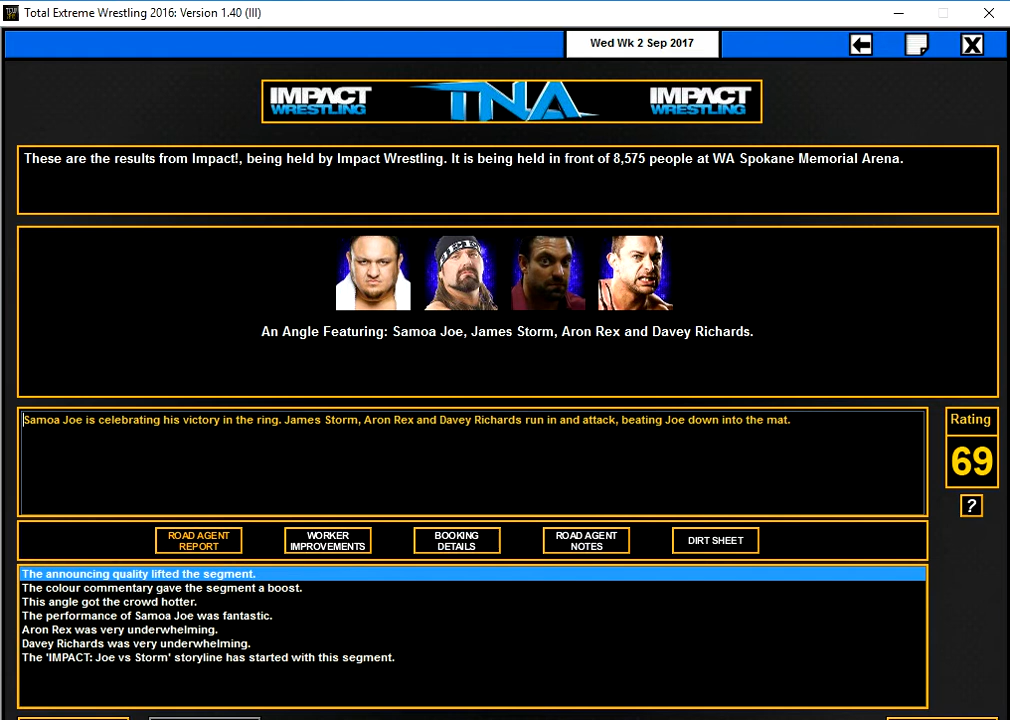 Total Extreme Wrestling 2016: Version 1.40 (III)
Wed Wk 2 Sep 2017
IMPACT WRESTLING TNA IMPACT WRESTLING
These are the results from Impact!, being held by Impact Wrestling. It is being held in front of 8,575 people at WA Spokane Memorial Arena.
An Angle Featuring: Samoa Joe, James Storm, Aron Rex and Davey Richards.
Samoa Joe is celebrating his victory in the ring. James Storm, Aron Rex and Davey Richards run in and attack, beating Joe down into the mat.
Rating
69
?
ROAD AGENT REPORT
WORKER IMPROVEMENTS
BOOKING DETAILS
ROAD AGENT NOTES
DIRT SHEET
The announcing quality lifted the segment.
The colour commentary gave the segment a boost.
This angle got the crowd hotter.
The performance of Samoa Joe was fantastic.
Aron Rex was very underwhelming.
Davey Richards was very underwhelming.
The 'IMPACT: Joe vs Storm' storyline has started with this segment.